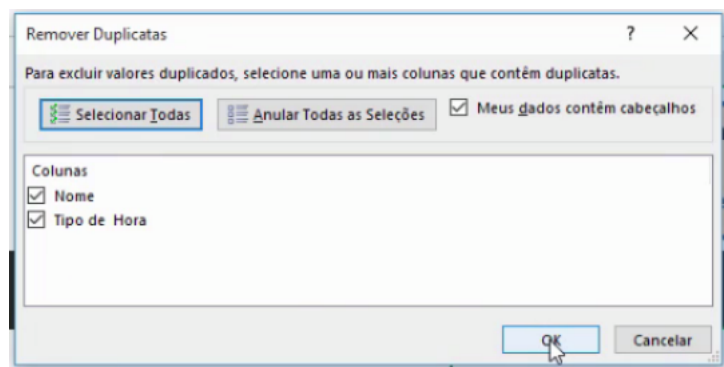 Remover Duplicatas ? X
Para excluir valores duplicados, selecione uma ou mais colunas que contêm duplicatas.
Selecionar Todas Anular Todas as Seleções Meus dados contêm cabeçalhos
Colunas
Nome
Tipo de Hora
OK Cancelar